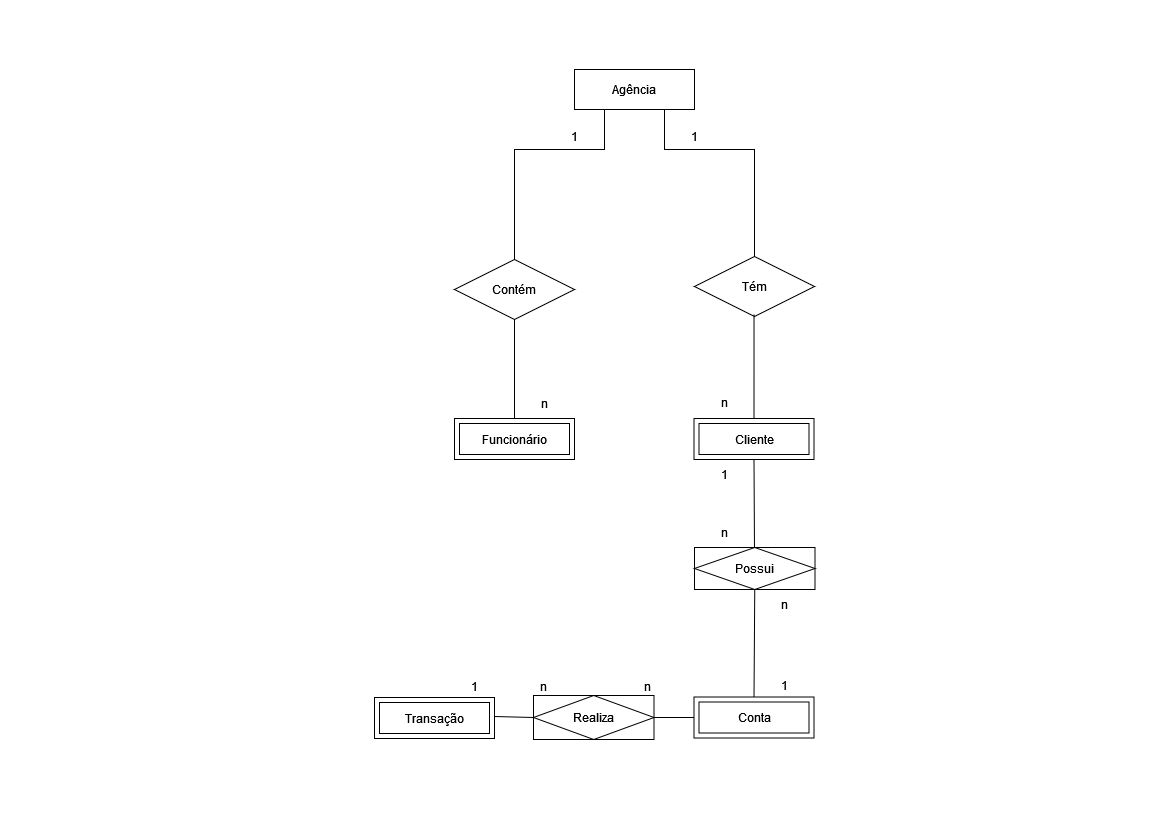 Agência
1
1
Contém
Tém
n
n
Funcionário
Cliente
1
n
Possui
n
1
n
n
1
Transação
Realiza
Conta